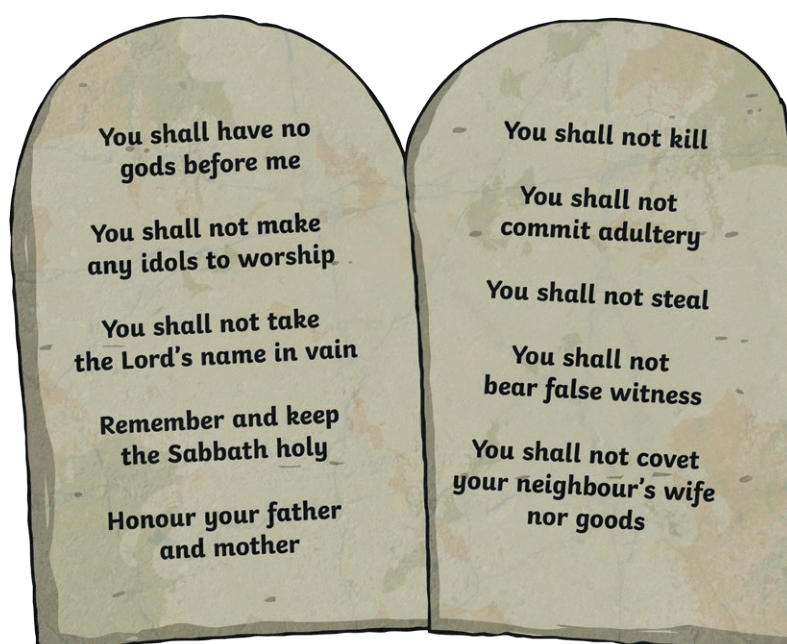 You shall have no
gods before me
You shall not make
any idols to worship
You shall not take
the Lord's name in vain
Remember and keep
the Sabbath holy
Honour your father
and mother
You shall not kill
You shall not
commit adultery
You shall not steal
You shall not
bear false witness
You shall not covet
your neighbour's wife
nor goods